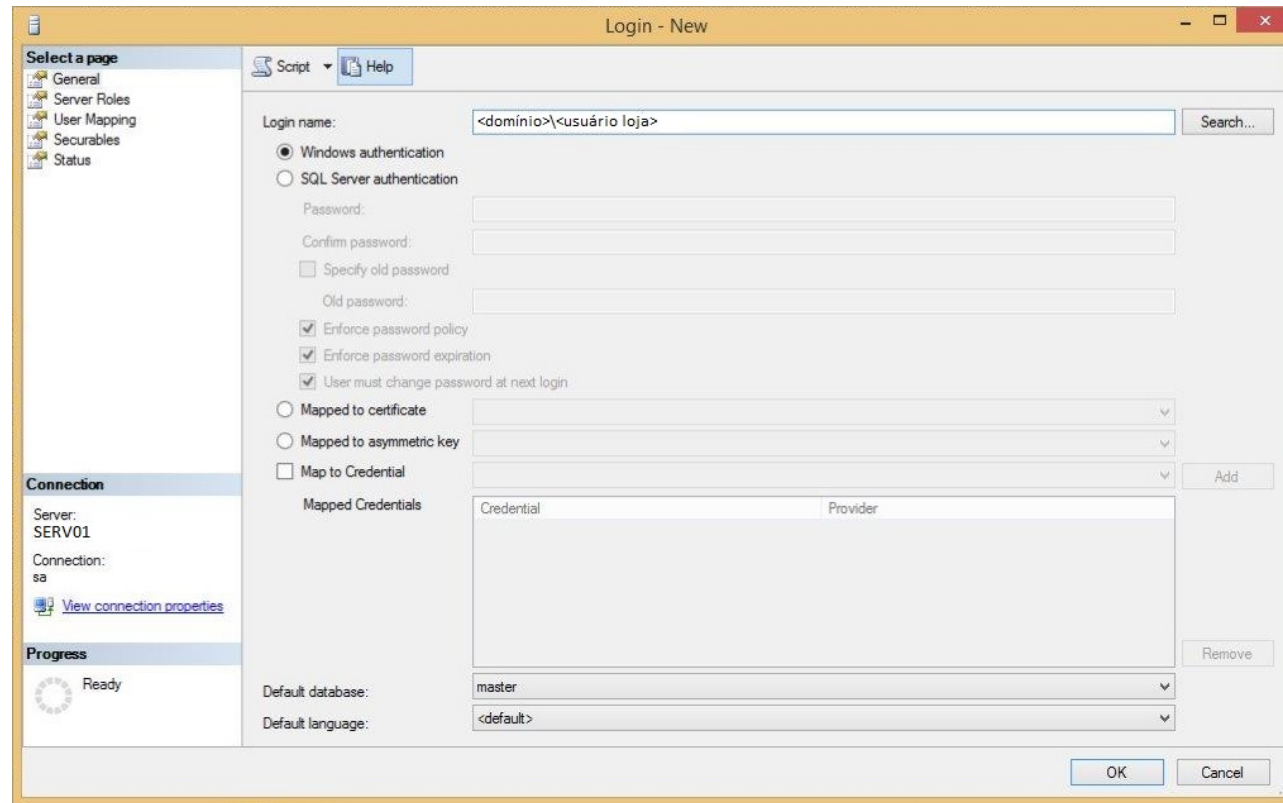 Login - New
Select a page
General
Server Roles
User Mapping
Securables
Status
Script
Help
Login name:
<domínio>\<usuário loja>
Search...
Windows authentication
SQL Server authentication
Password:
Confirm password:
Specify old password
Old password:
Enforce password policy
Enforce password expiration
User must change password at next login
Mapped to certificate
Mapped to asymmetric key
Map to Credential
Add
Mapped Credentials
Credential
Provider
Remove
Connection
Server:
SERV01
Connection:
sa
View connection properties
Progress
Ready
Default database:
master
Default language:
<default>
OK
Cancel